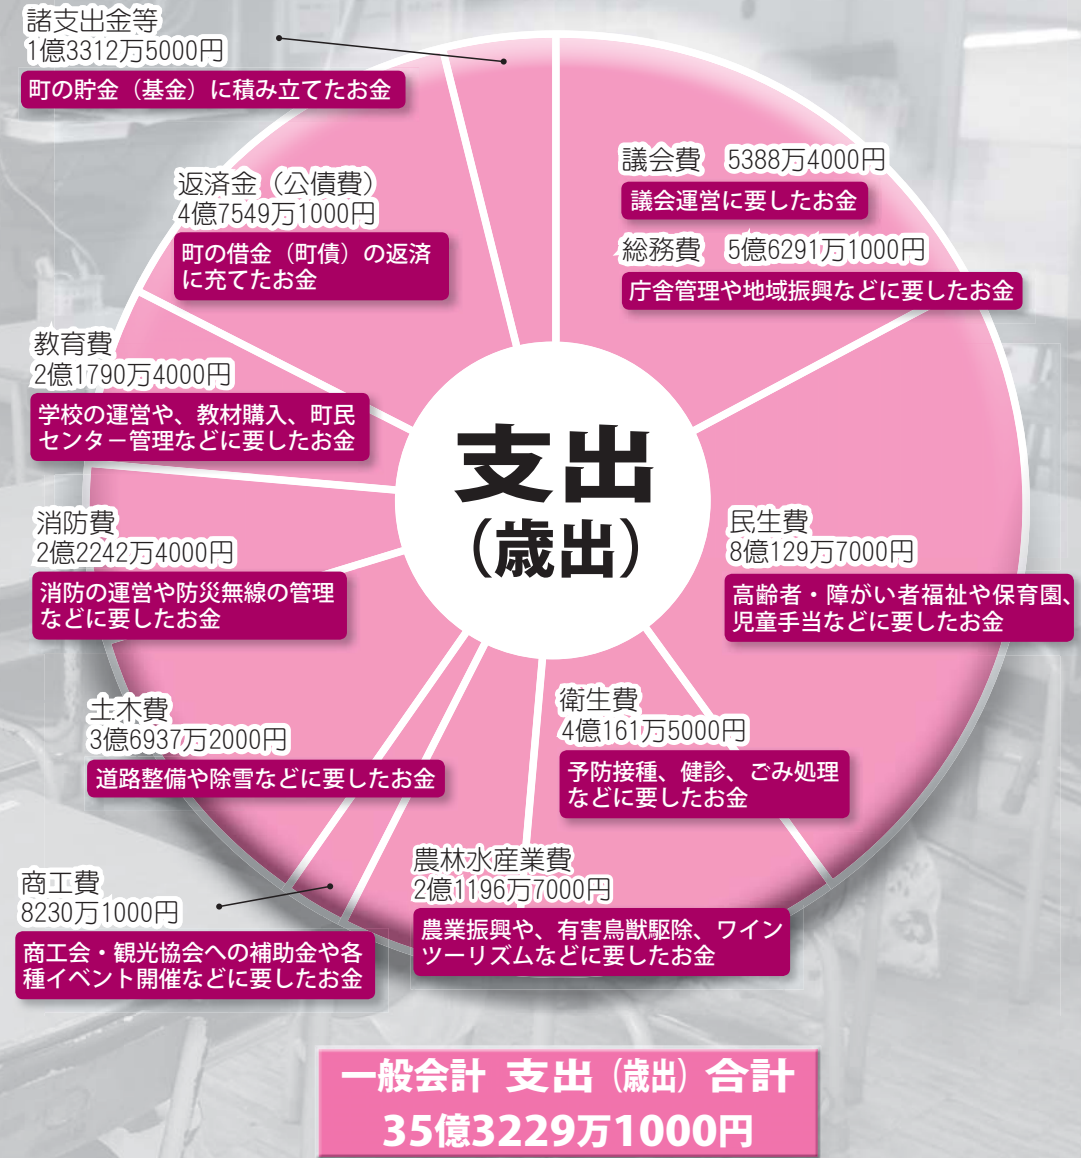 諸支出金等
1億3312万5000円
町の貯金（基金）に積み立てたお金
議会費　5388万4000円
議会運営に要したお金
総務費　5億6291万1000円
庁舎管理や地域振興などに要したお金
返済金（公債費）
4億7549万1000円
町の借金（町債）の返済
に充てたお金
教育費
2億1790万4000円
学校の運営や、教材購入、町民
センター管理などに要したお金
支出
（歳出）
民生費
8億129万7000円
高齢者・障がい者福祉や保育園、
児童手当などに要したお金
消防費
2億2242万4000円
消防の運営や防災無線の管理
などに要したお金
衛生費
4億161万5000円
予防接種、健診、ごみ処理
などに要したお金
土木費
3億6937万2000円
道路整備や除雪などに要したお金
農林水産業費
2億1196万7000円
農業振興や、有害鳥獣駆除、ワイン
ツーリズムなどに要したお金
商工費
8230万1000円
商工会・観光協会への補助金や各
種イベント開催などに要したお金
一般会計 支出（歳出）合計
35億3229万1000円